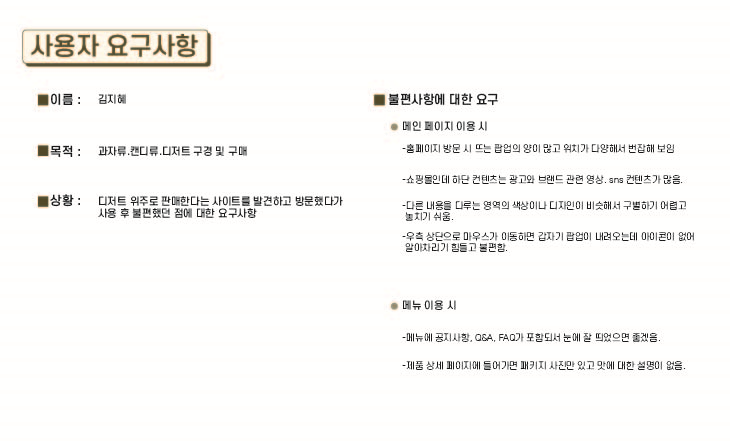 사용자 요구사항
이름 : 김지혜
목적 : 과자류.캔디류.디저트 구경 및 구매
상황 : 디저트 위주로 판매한다는 사이트를 발견하고 방문했다가
사용 후 불편했던 점에 대한 요구사항
불편사항에 대한 요구
메인 페이지 이용 시
-홈페이지 방문 시 뜨는 팝업의 양이 많고 위치가 다양해서 번잡해 보임
-쇼핑몰인데 하단 컨텐츠는 광고와 브랜드 관련 영상. sns 컨텐츠가 많음.
-다른 내용을 다루는 영역의 색상이나 디자인이 비슷해서 구별하기 어렵고
놓치기 쉬움.
-우측 상단으로 마우스가 이동하면 갑자기 팝업이 내려오는데 아이콘이 없어
알아차리기 힘들고 불편함.
메뉴 이용 시
-메뉴에 공지사항, Q&A, FAQ가 포함되서 눈에 잘 띄었으면 좋겠음.
-제품 상세 페이지에 들어가면 패키지 사진만 있고 맛에 대한 설명이 없음.